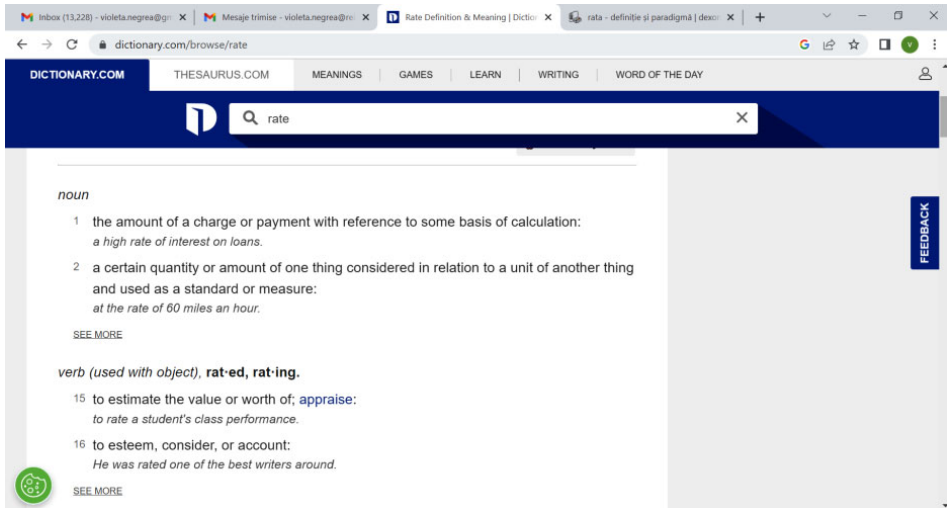 Inbox (13,228) - violeta.negrea@gm
Mesaje trimise - violeta.negrea@rei
Rate Definition & Meaning | Diction
rata - definiție și paradigmă | dexon
dictionary.com/browse/rate
DICTIONARY.COM
THESAURUS.COM
MEANINGS
GAMES
LEARN
WRITING
WORD OF THE DAY
rate
noun
1 the amount of a charge or payment with reference to some basis of calculation:
a high rate of interest on loans.
2 a certain quantity or amount of one thing considered in relation to a unit of another thing
and used as a standard or measure:
at the rate of 60 miles an hour.
SEE MORE
verb (used with object), rat·ed, rat·ing.
15 to estimate the value or worth of; appraise:
to rate a student's class performance.
16 to esteem, consider, or account:
He was rated one of the best writers around.
SEE MORE
FEEDBACK